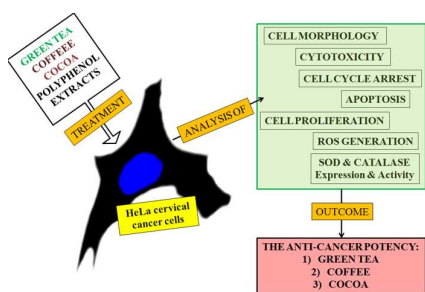 GREEN TEA
COFFEEE
COCOA
POLYPHENOL
EXTRACTS
TREATMENT
HeLa cervical
cancer cells
ANALYSIS OF
CELL MORPHOLOGY
CYTOTOXICITY
CELL CYCLE ARREST
APOPTOSIS
CELL PROLIFERATION
ROS GENERATION
SOD & CATALASE
Expression & Activity
OUTCOME
THE ANTI-CANCER POTENCY:
1) GREEN TEA
2) COFFEE
3) COCOA